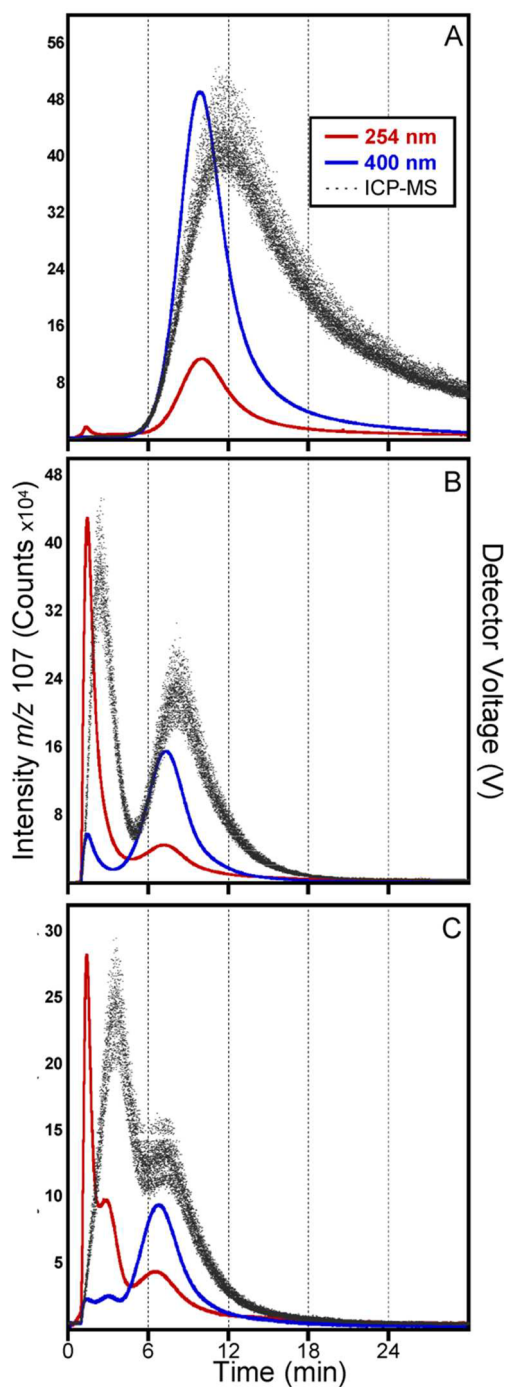 A
56
48
40
32
24
16
8
254 nm
400 nm
ICP-MS
B
48
40
32
24
16
8
Intensity m/z 107 (Counts x10⁴)
Detector Voltage (V)
C
30
25
20
15
10
5
0 6 12 18 24
Time (min)